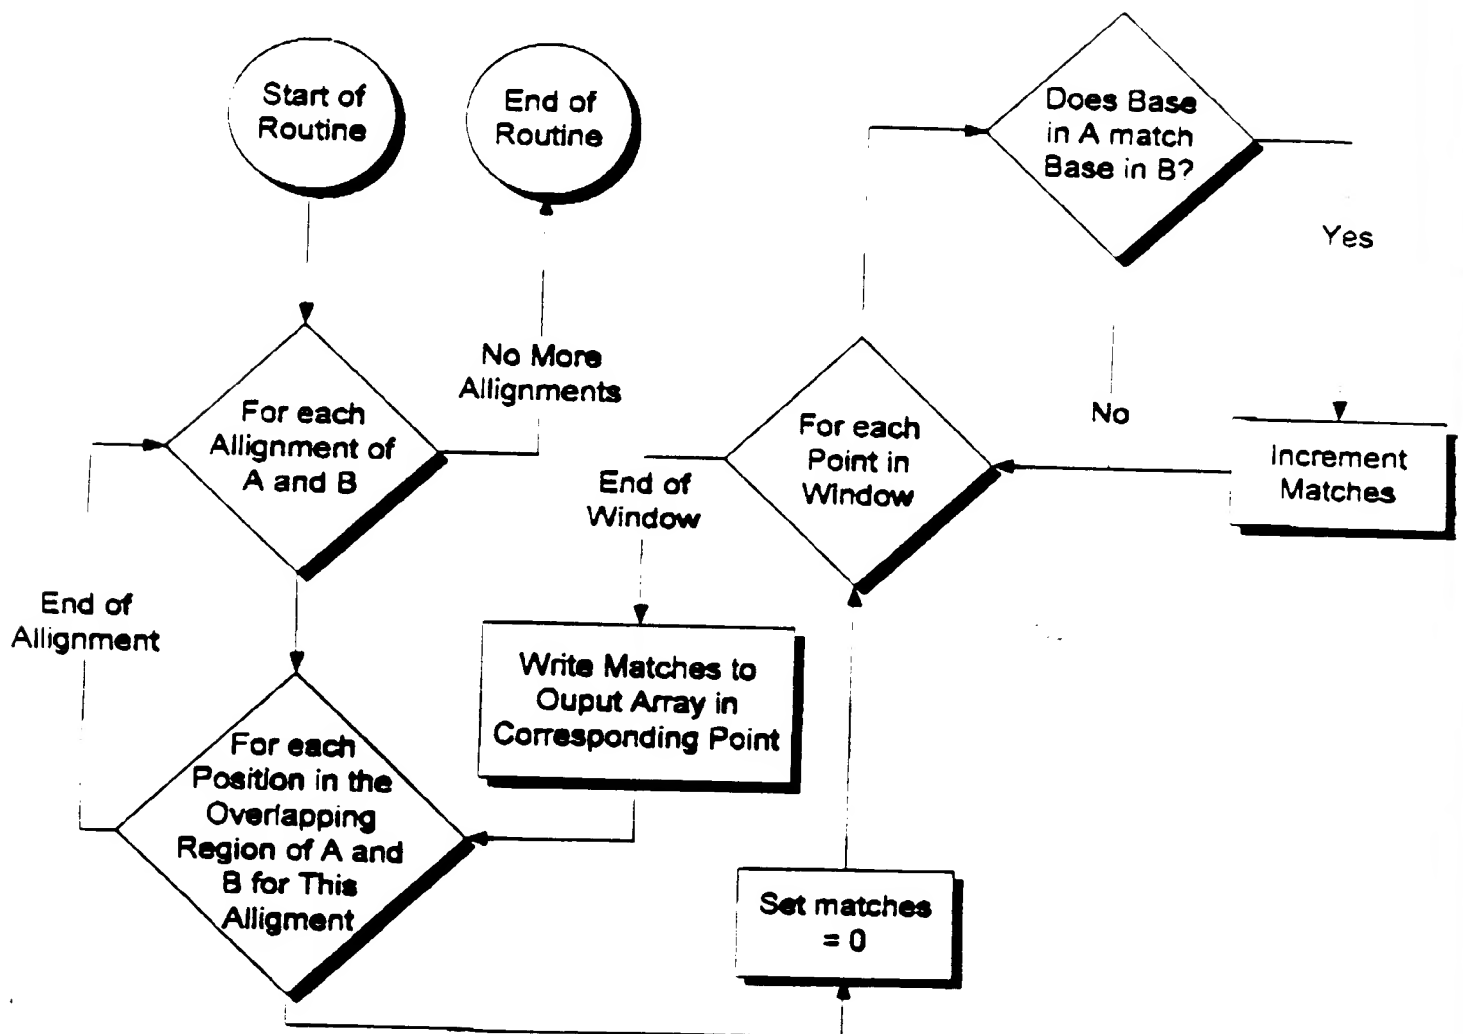 Start of
Routine
End of
Routine
Does Base
in A match
Base in B?
Yes
No More
Allignments
For each
Allignment of
A and B
For each
Point in
Window
No
Increment
Matches
End of
Window
End of
Allignment
Write Matches to
Ouput Array in
Corresponding Point
For each
Position in the
Overlapping
Region of A and
B for This
Alligment
Set matches
= 0